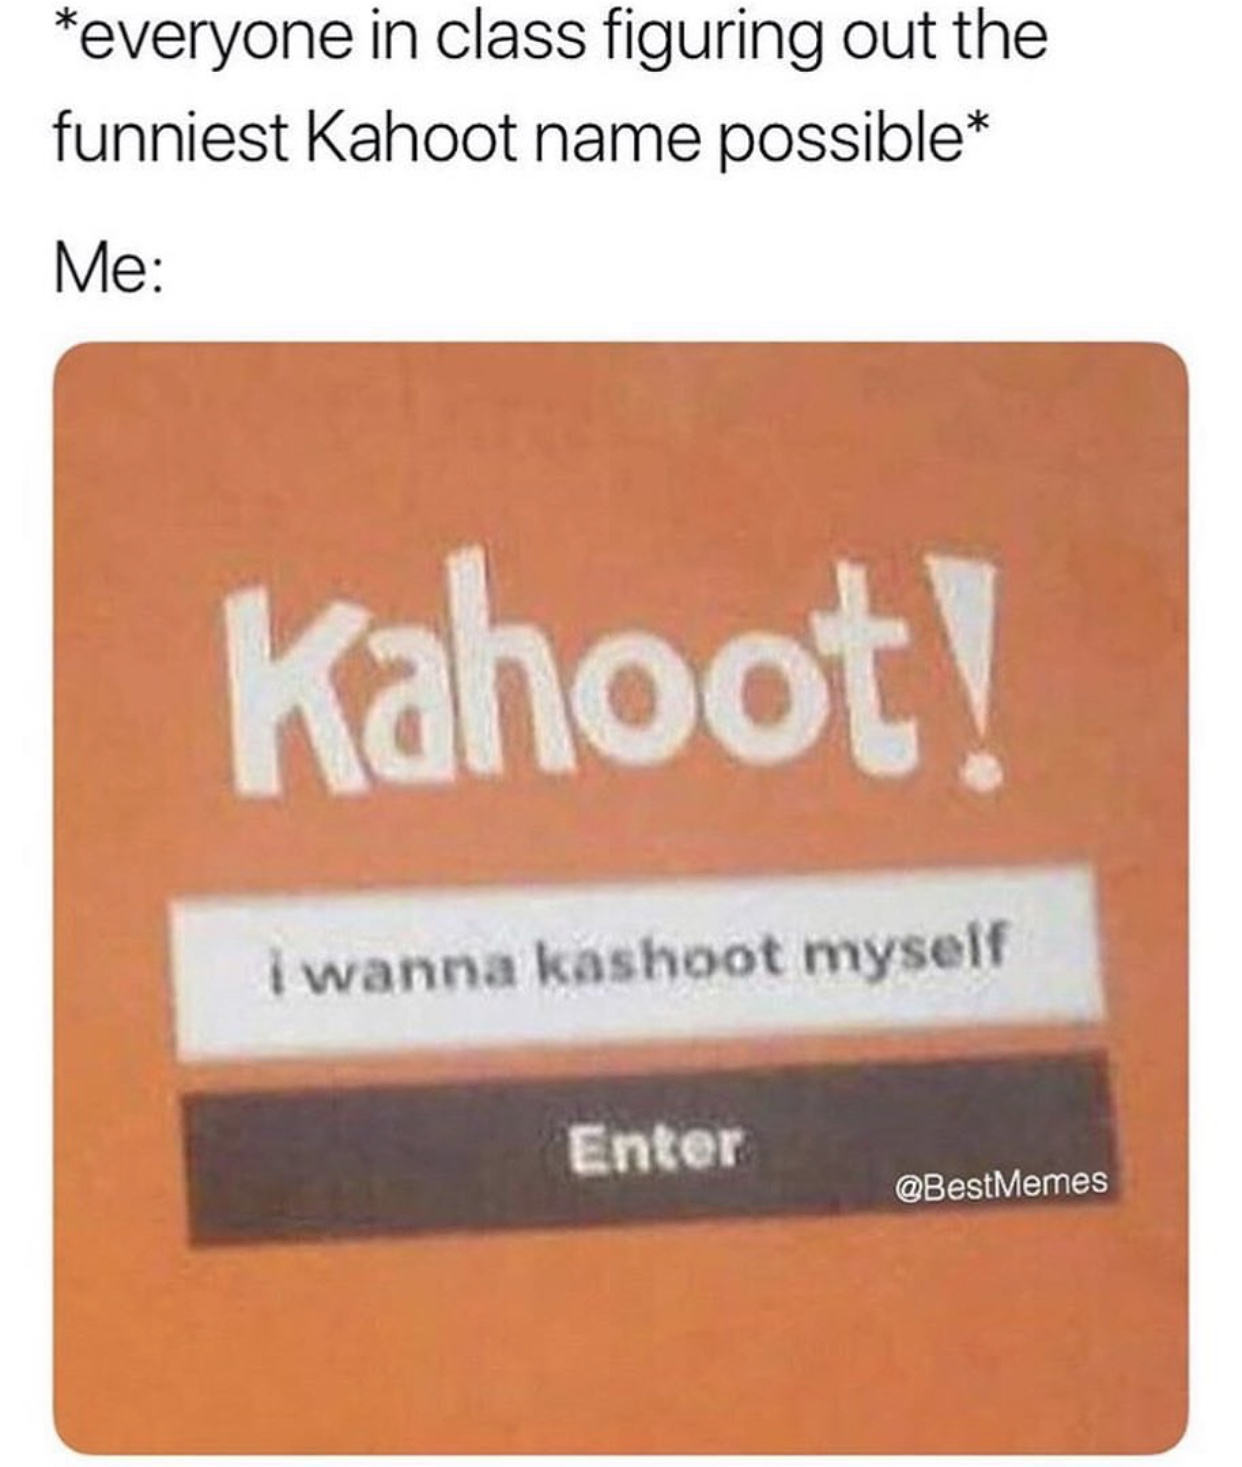 *everyone in class figuring out the
funniest Kahoot name possible*
Me:
Kahoot!
i wanna kashoot myself
Enter
@BestMemes